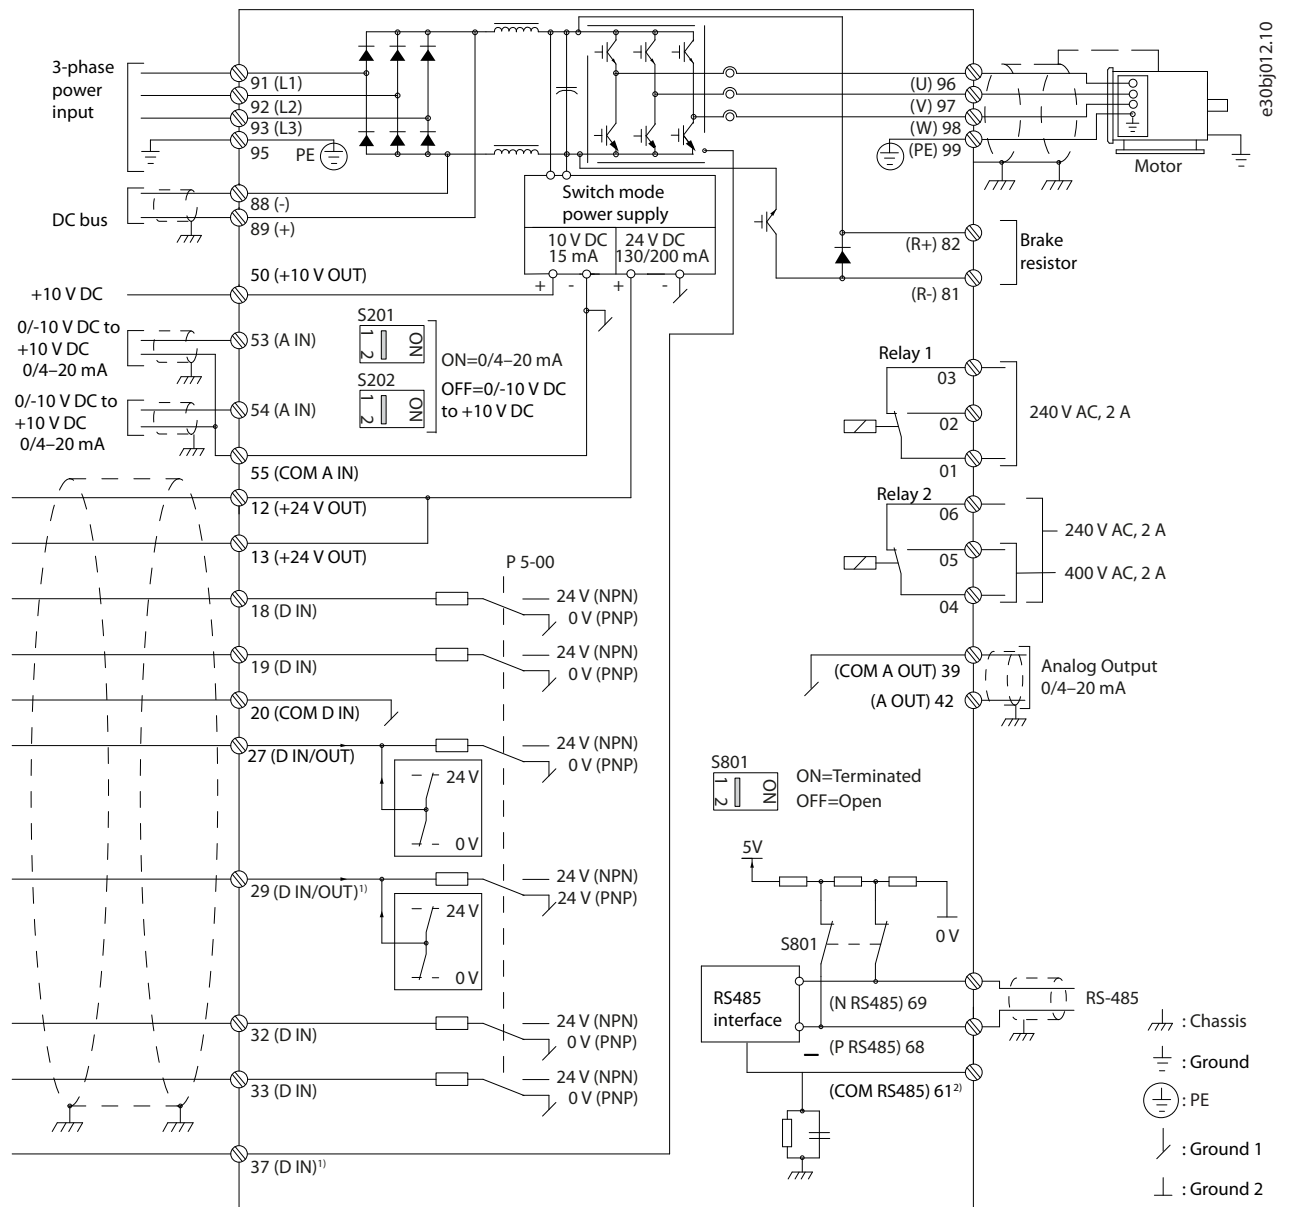 e30bj012.10
3-phase
power
input
91 (L1)
92 (L2)
93 (L3)
95
PE
DC bus
88 (-)
89 (+)
50 (+10 V OUT)
+10 V DC
0/-10 V DC to
+10 V DC
0/4–20 mA
53 (A IN)
0/-10 V DC to
+10 V DC
0/4–20 mA
54 (A IN)
55 (COM A IN)
12 (+24 V OUT)
13 (+24 V OUT)
18 (D IN)
19 (D IN)
20 (COM D IN)
27 (D IN/OUT)
29 (D IN/OUT)1)
32 (D IN)
33 (D IN)
37 (D IN)1)
Switch mode
power supply
10 V DC
15 mA
24 V DC
130/200 mA
+
-
+
-
S201
1
2
ON
S202
1
2
ON
ON=0/4–20 mA
OFF=0/-10 V DC
to +10 V DC
P 5-00
24 V (NPN)
0 V (PNP)
24 V (NPN)
0 V (PNP)
24 V (NPN)
0 V (PNP)
24 V
0 V
24 V (NPN)
24 V (PNP)
24 V
0 V
24 V (NPN)
0 V (PNP)
24 V (NPN)
0 V (PNP)
(U) 96
(V) 97
(W) 98
(PE) 99
Motor
(R+) 82
(R-) 81
Brake
resistor
Relay 1
03
02
01
240 V AC, 2 A
Relay 2
06
05
04
240 V AC, 2 A
400 V AC, 2 A
(COM A OUT) 39
(A OUT) 42
Analog Output
0/4–20 mA
S801
1
2
ON
ON=Terminated
OFF=Open
5V
0 V
S801
RS485
interface
(N RS485) 69
(P RS485) 68
(COM RS485) 612)
RS-485
: Chassis
: Ground
: PE
: Ground 1
: Ground 2